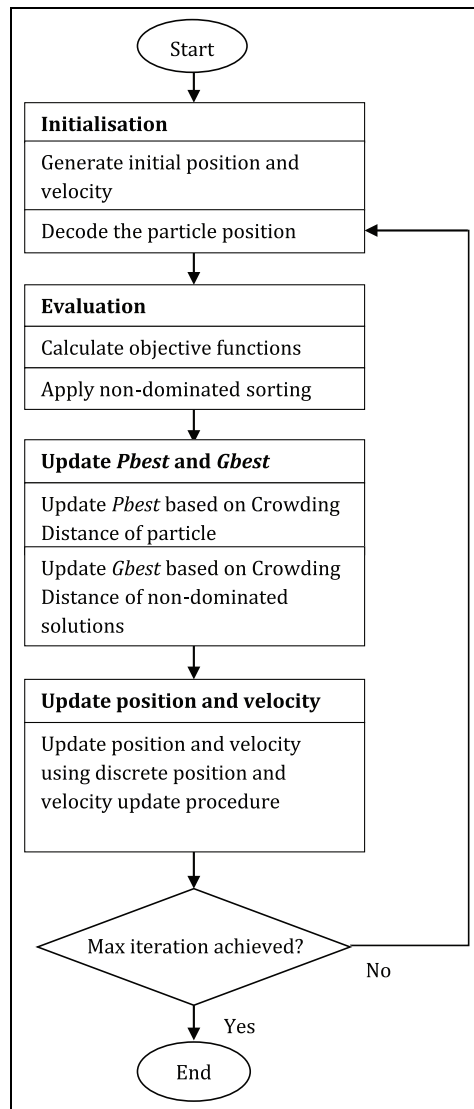 Start
Initialisation
Generate initial position and
velocity
Decode the particle position
Evaluation
Calculate objective functions
Apply non-dominated sorting
Update Pbest and Gbest
Update Pbest based on Crowding
Distance of particle
Update Gbest based on Crowding
Distance of non-dominated
solutions
Update position and velocity
Update position and velocity
using discrete position and
velocity update procedure
Max iteration achieved?
No
Yes
End